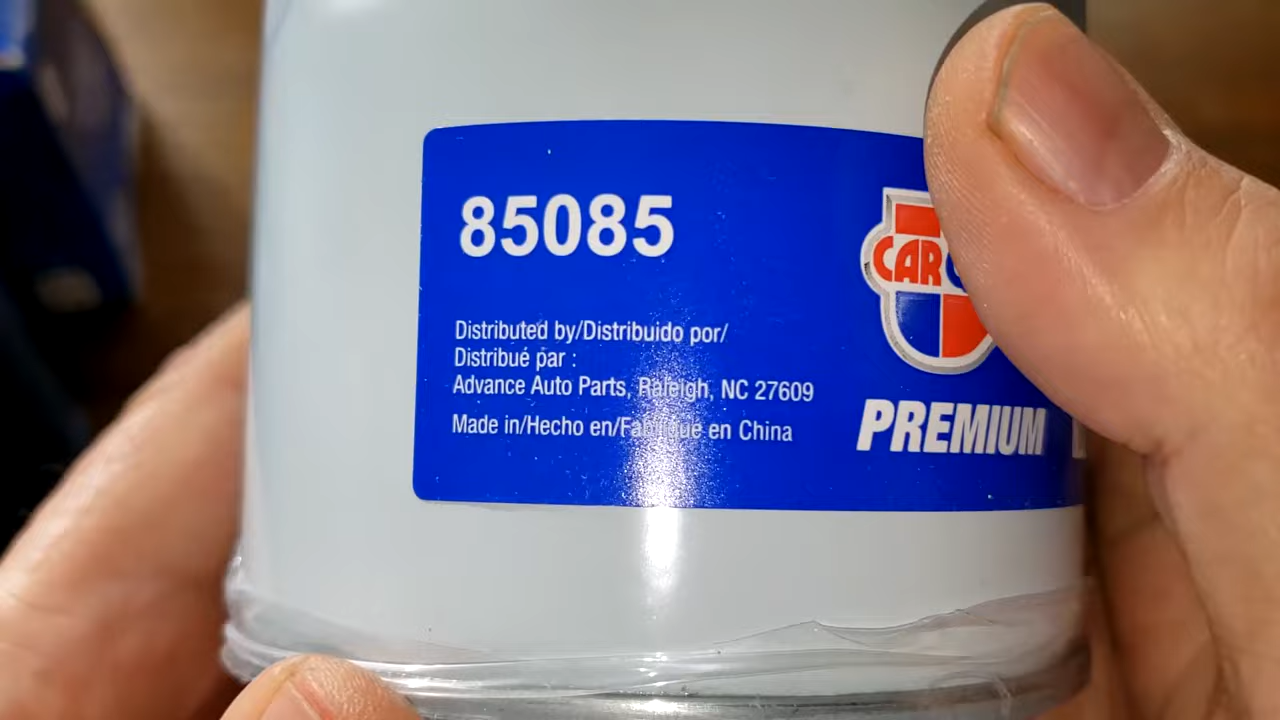 85085
Distributed by/Distribuido por/
Distribué par :
Advance Auto Parts, Raleigh, NC 27609
Made in/Hecho en/Fabriqué en China
CAR
PREMIUM